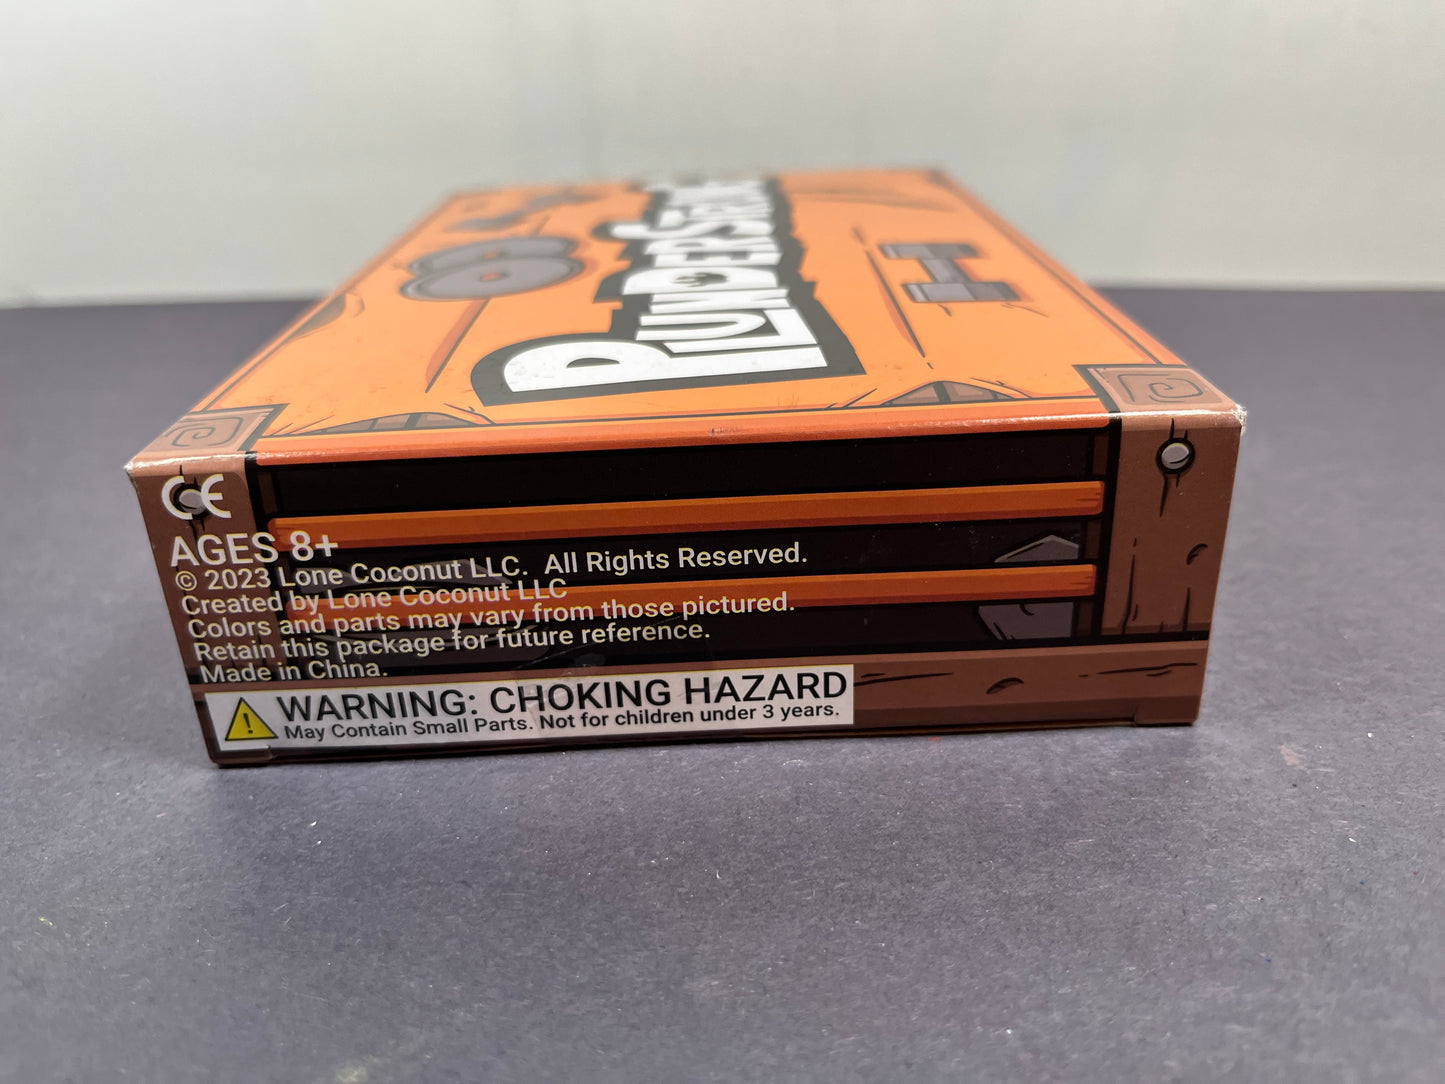 CE
AGES 8+
© 2023 Lone Coconut LLC. All Rights Reserved.
Created by Lone Coconut LLC
Colors and parts may vary from those pictured.
Retain this package for future reference.
Made in China.
WARNING: CHOKING HAZARD
May Contain Small Parts. Not for children under 3 years.